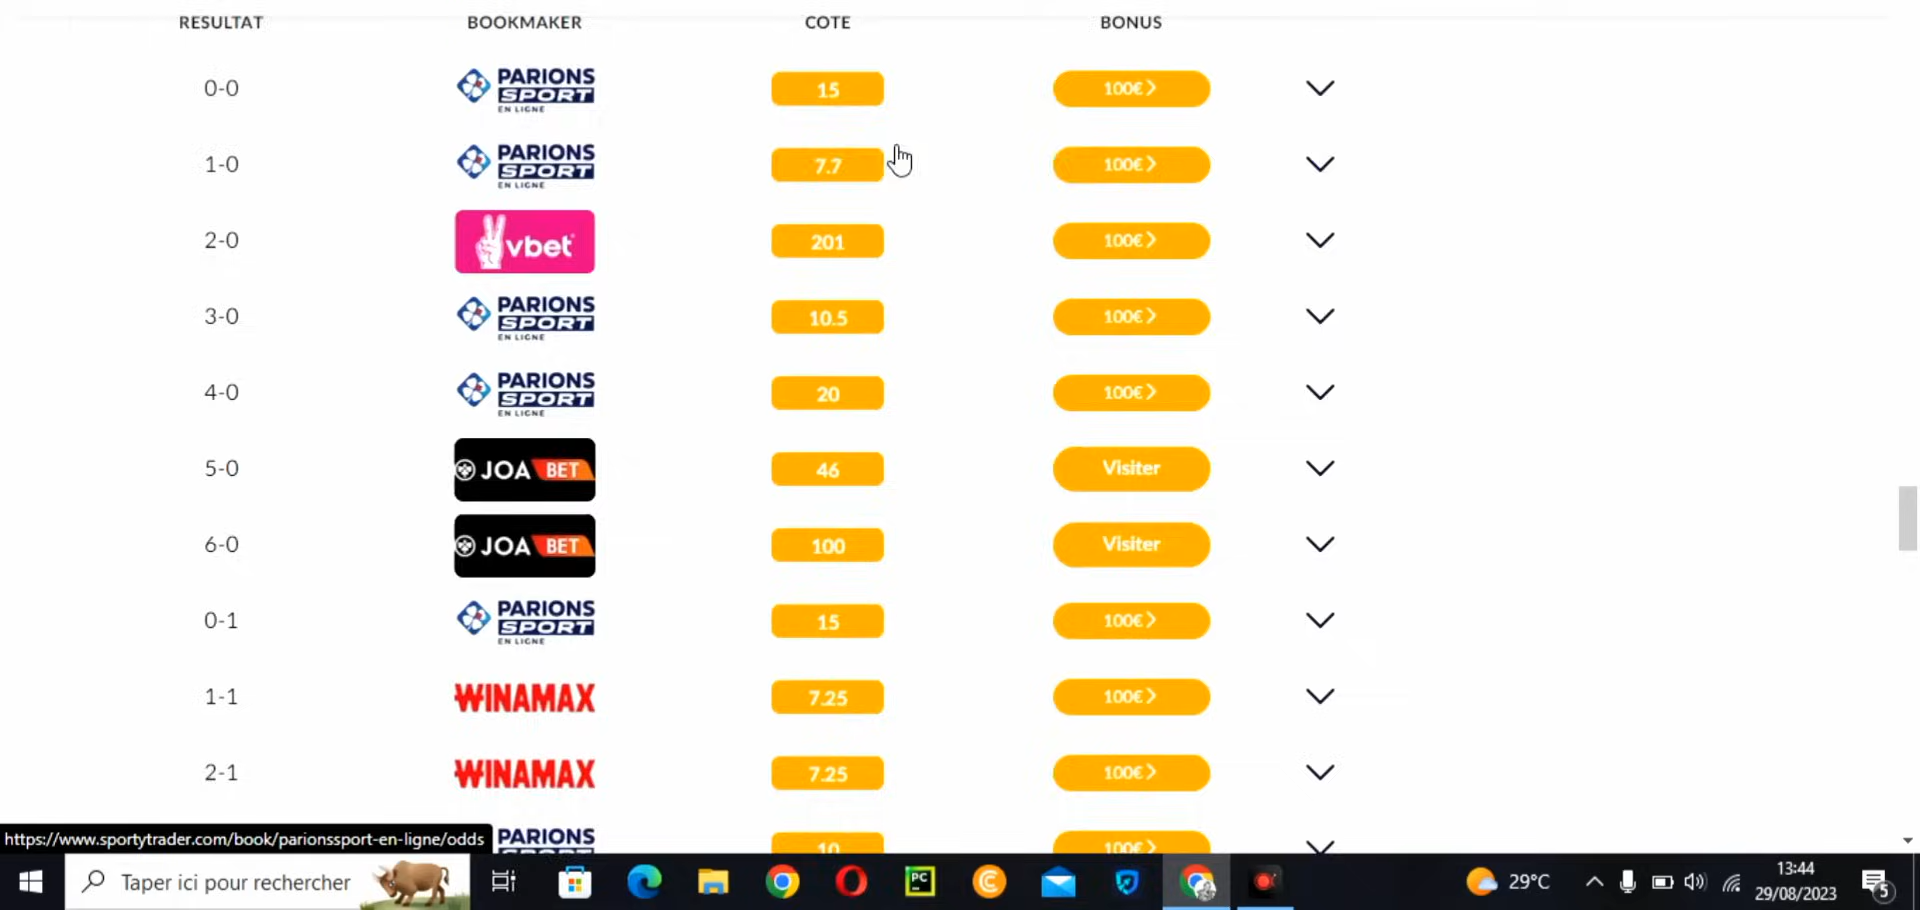 RESULTAT BOOKMAKER COTE BONUS
0-0 PARIONS SPORT EN LIGNE 15 100€
1-0 PARIONS SPORT EN LIGNE 7.7 100€
2-0 vbet 201 100€
3-0 PARIONS SPORT EN LIGNE 10.5 100€
4-0 PARIONS SPORT EN LIGNE 20 100€
5-0 JOA BET 46 Visiter
6-0 JOA BET 100 Visiter
0-1 PARIONS SPORT EN LIGNE 15 100€
1-1 WINAMAX 7.25 100€
2-1 WINAMAX 7.25 100€
PARIONS 10 100€
https://www.sportytrader.com/book/parionssport-en-ligne/odds
Taper ici pour rechercher PC 29°C 13:44
29/08/2023 5